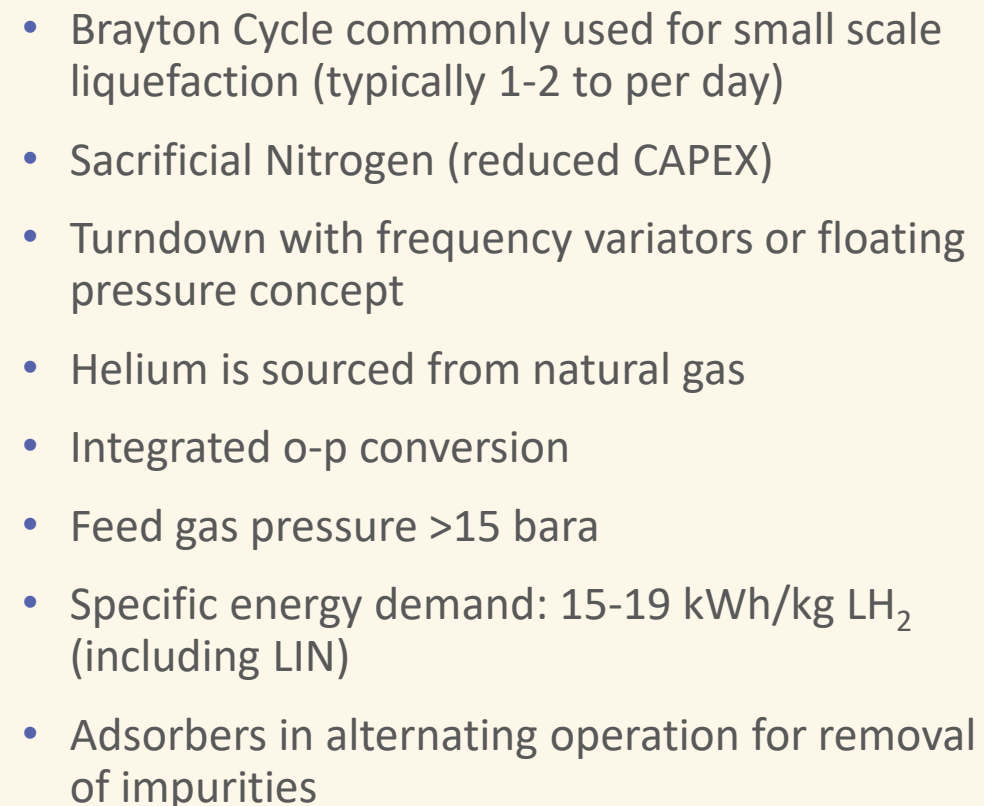 • Brayton Cycle commonly used for small scale
liquefaction (typically 1-2 to per day)
• Sacrificial Nitrogen (reduced CAPEX)
• Turndown with frequency variators or floating
pressure concept
• Helium is sourced from natural gas
• Integrated o-p conversion
• Feed gas pressure >15 bara
• Specific energy demand: 15-19 kWh/kg LH₂
(including LIN)
• Adsorbers in alternating operation for removal
of impurities